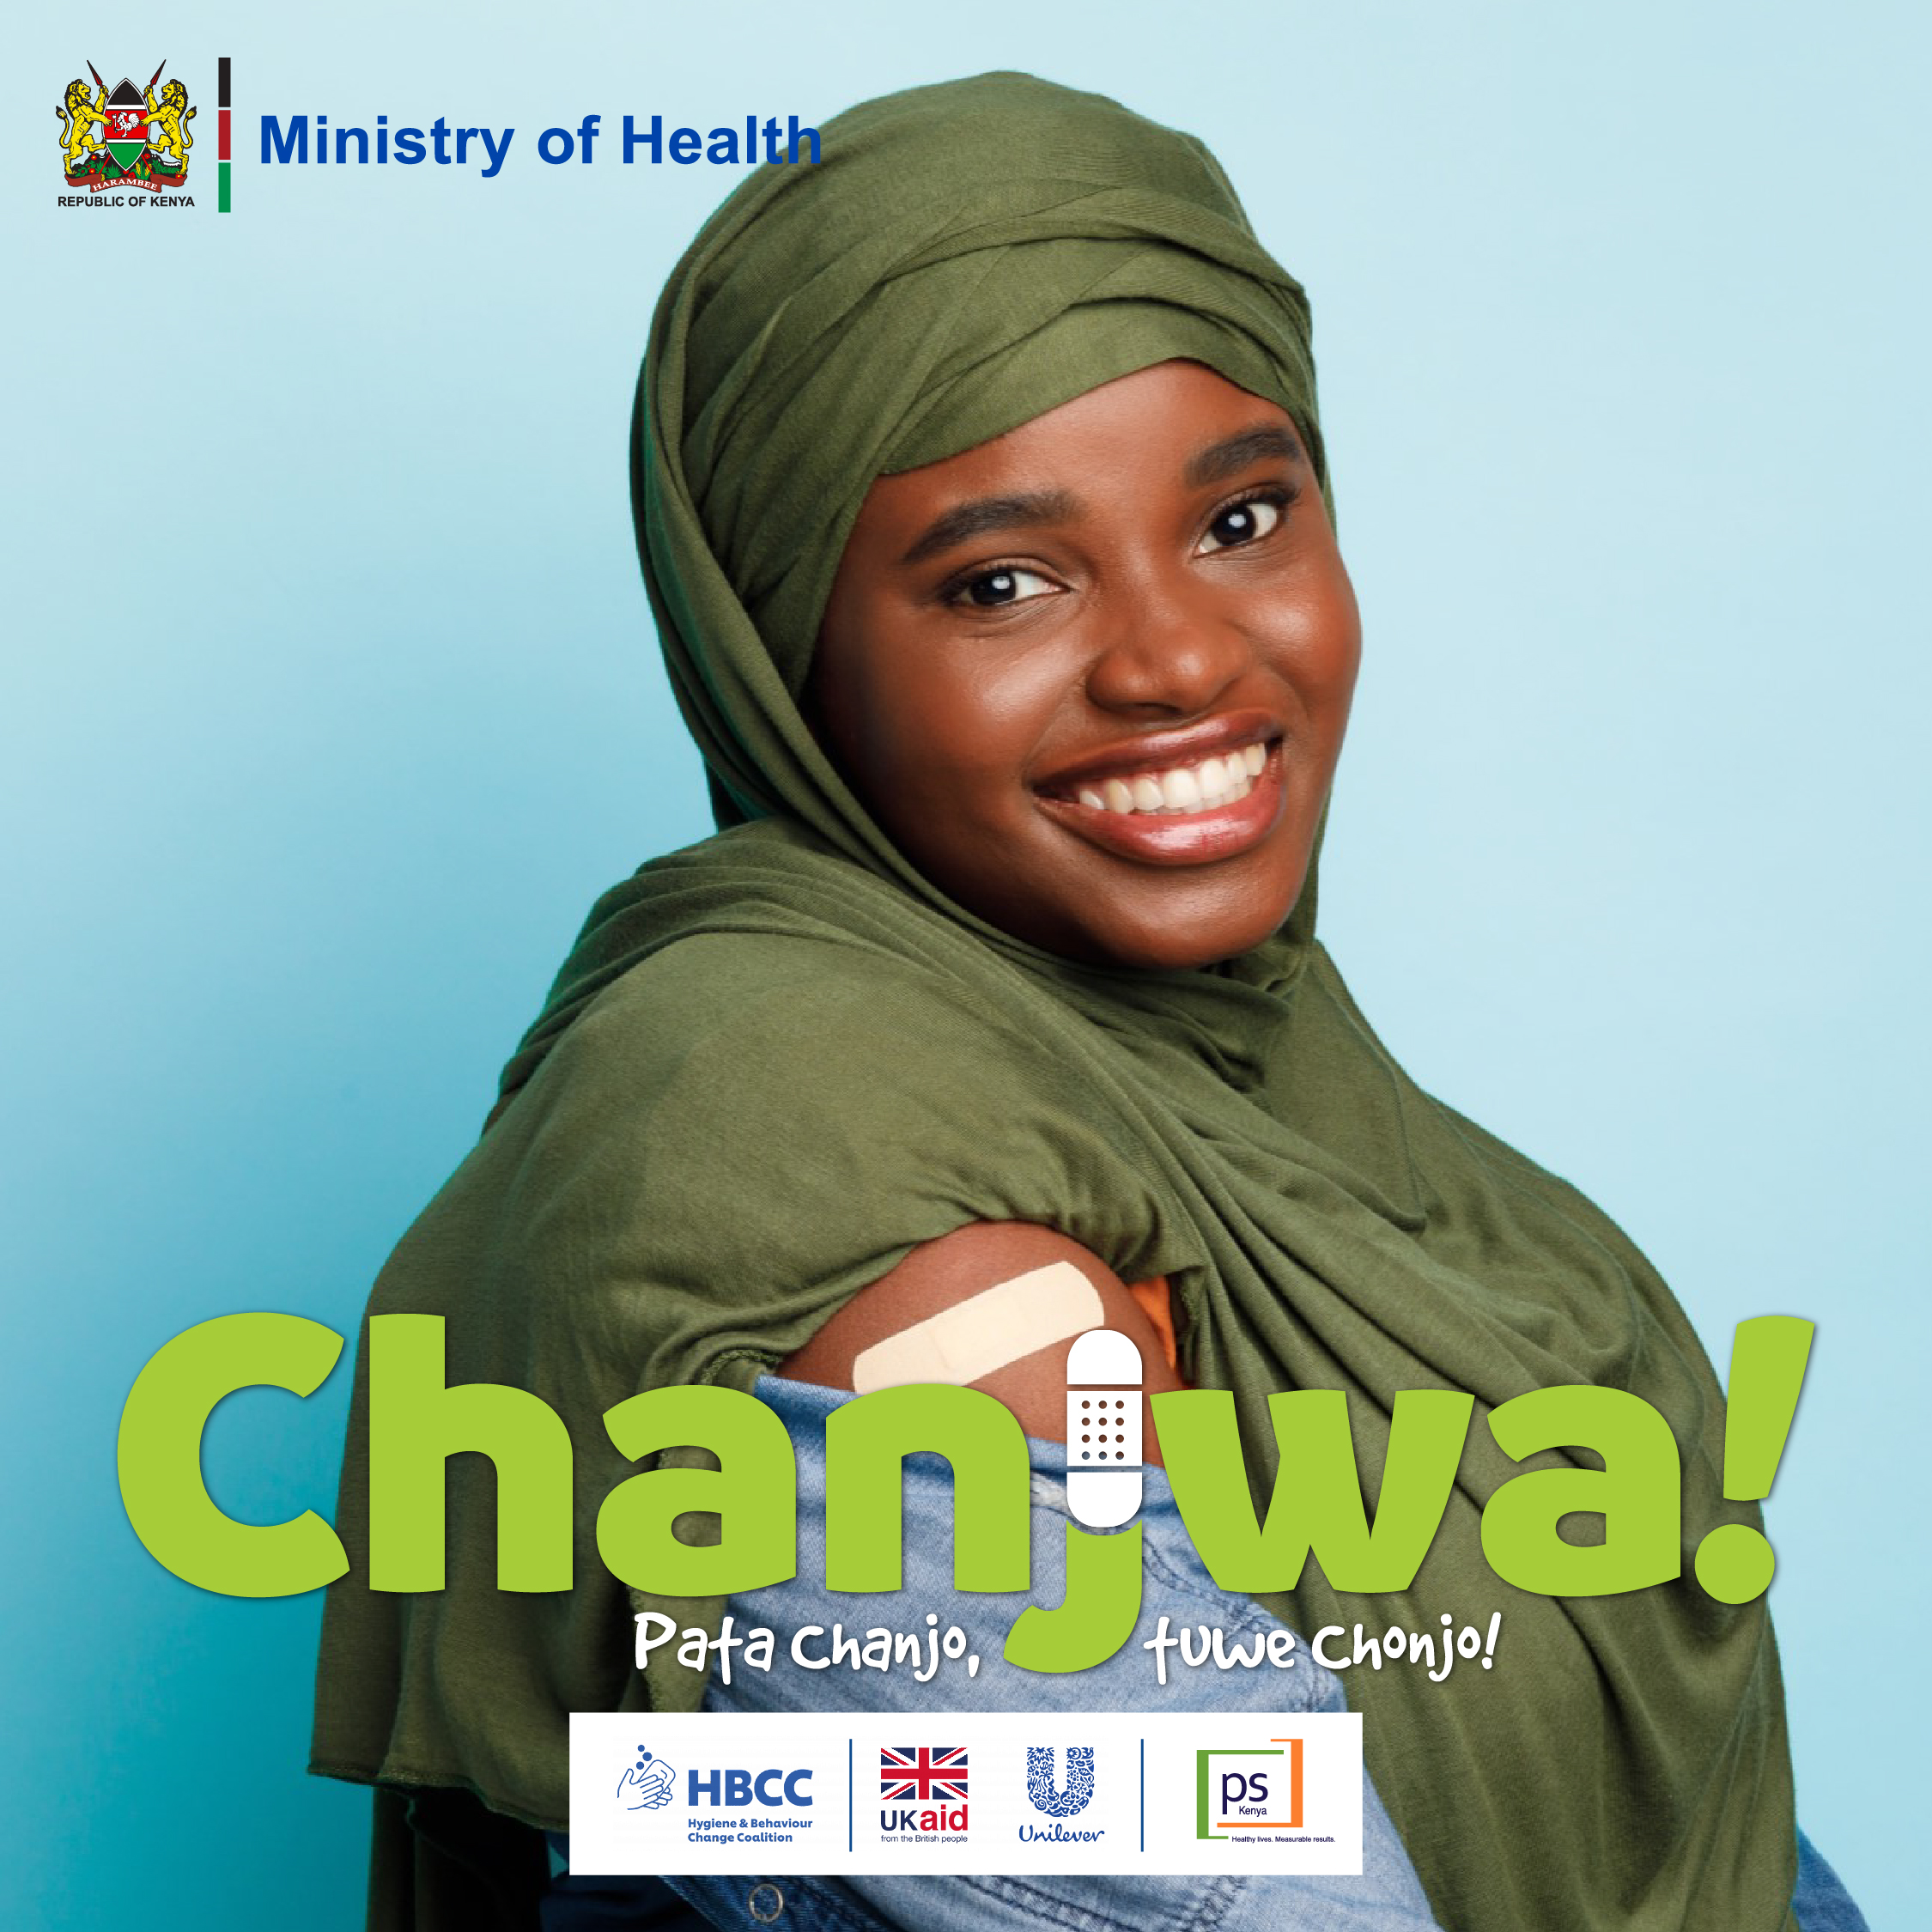 Ministry of Health
HARAMBEE
REPUBLIC OF KENYA
Chanjwa!
Pata Chanjo, tuwe Chonjo!
HBCC
Hygiene & Behaviour
Change Coalition
UKaid
from the British people
Unilever
ps
Kenya
Healthy lives. Measurable results.